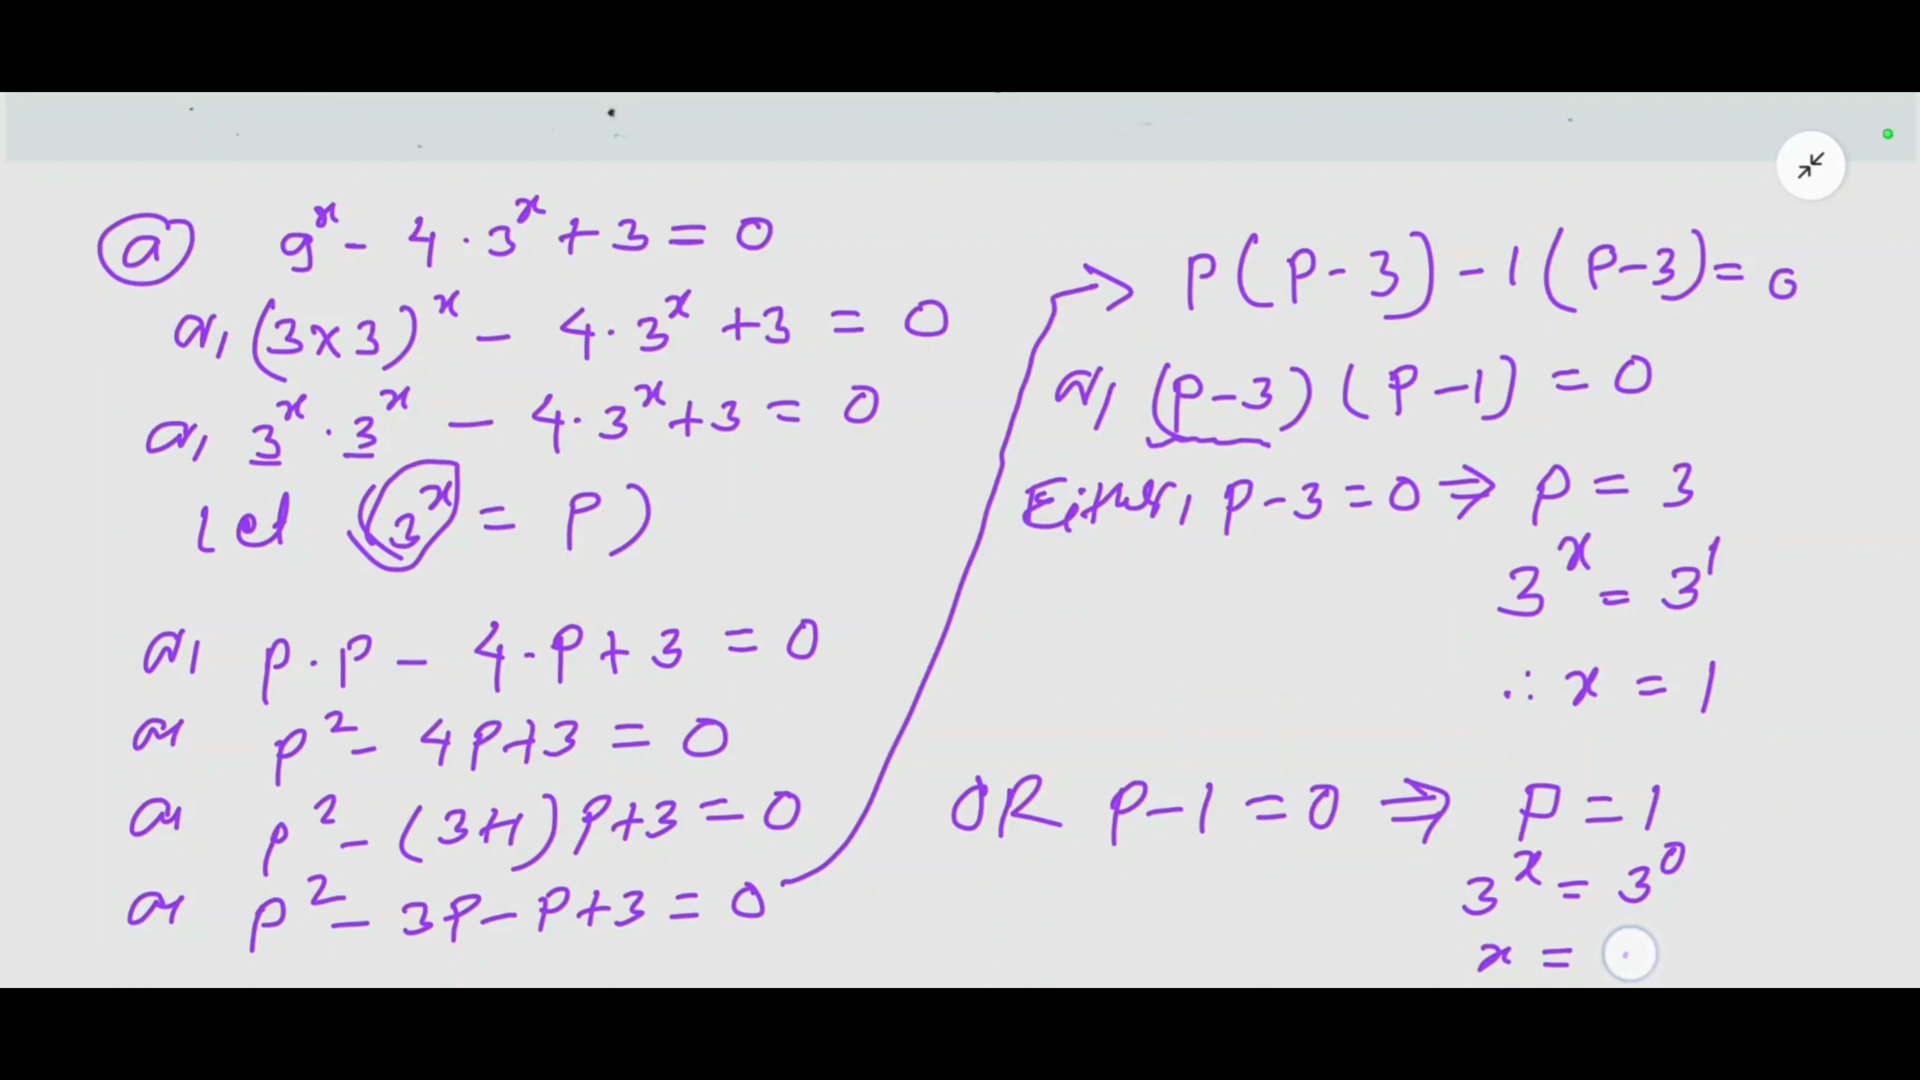 (a) 9^x - 4 · 3^x + 3 = 0
or, (3×3)^x - 4 · 3^x + 3 = 0
or, 3^x · 3^x - 4 · 3^x + 3 = 0
let (3^x = P)
or, P · P - 4 · P + 3 = 0
or P^2 - 4P + 3 = 0
or P^2 - (3+1)P + 3 = 0
or P^2 - 3P - P + 3 = 0
P(P-3) - 1(P-3) = 0
or, (P-3)(P-1) = 0
Either, P-3 = 0 ⇒ P = 3
3^x = 3^1
∴ x = 1
OR P-1 = 0 ⇒ P = 1
3^x = 3^0
x =